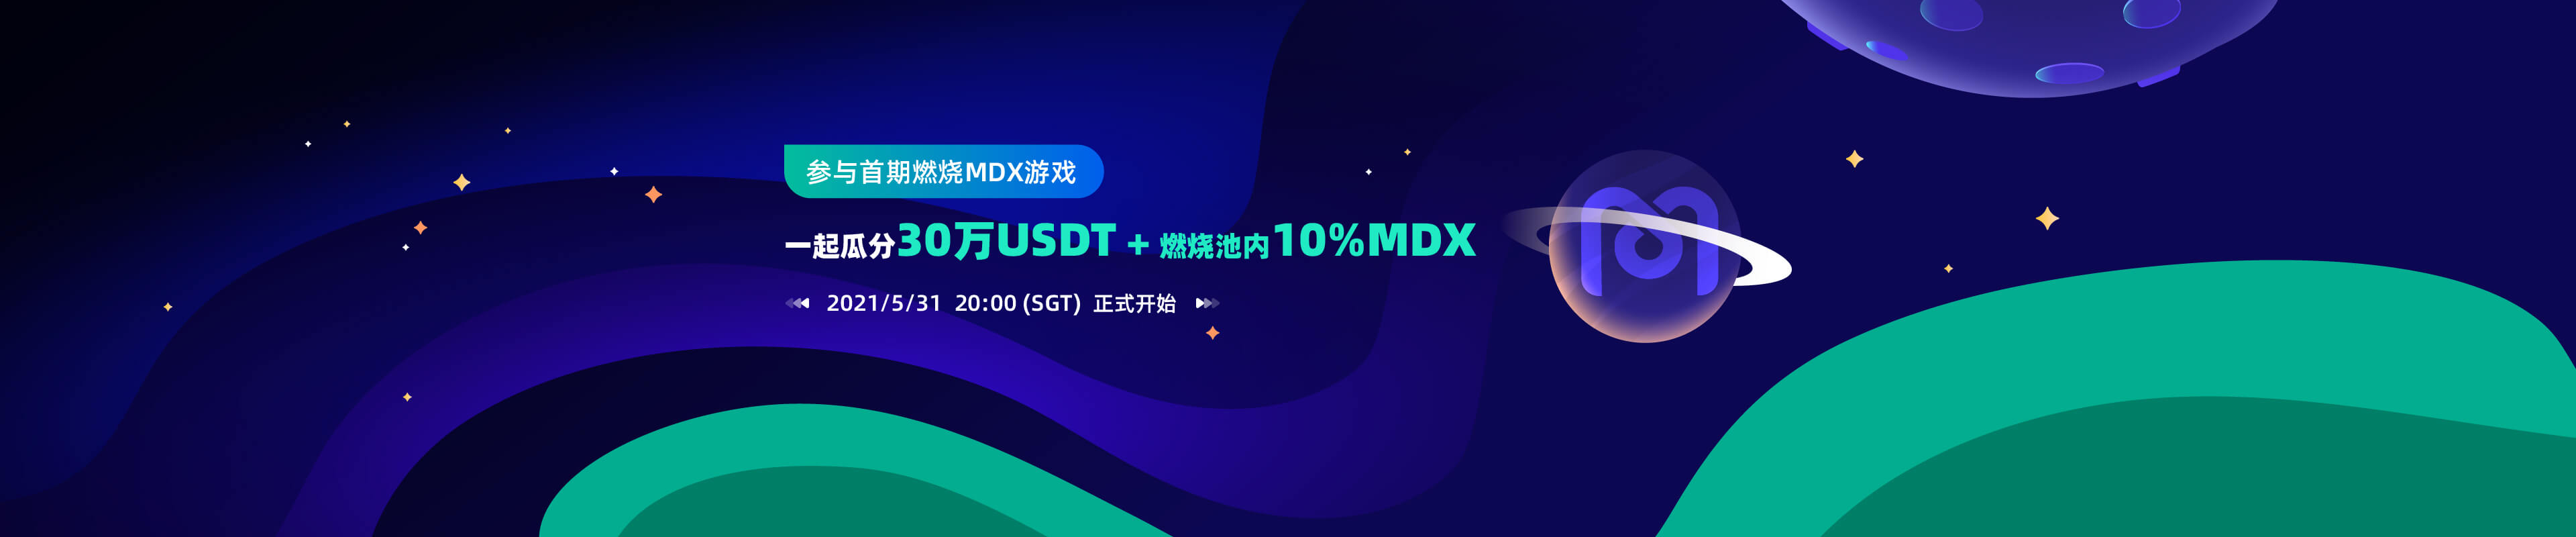 参与首期燃烧MDX游戏
一起瓜分30万USDT + 燃烧池内10%MDX
2021/5/31 20:00 (SGT) 正式开始